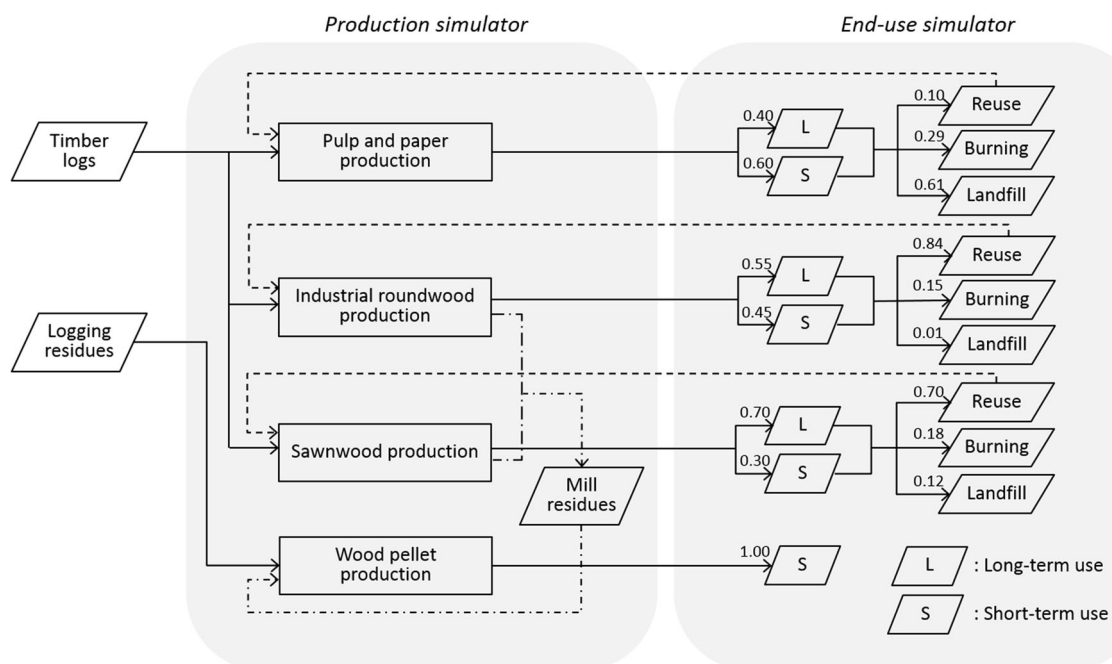 Production simulator
End-use simulator
Timber
logs
Pulp and paper
production
0.40
L
0.60
S
0.10
Reuse
0.29
Burning
0.61
Landfill
Logging
residues
Industrial roundwood
production
0.55
L
0.45
S
0.84
Reuse
0.15
Burning
0.01
Landfill
Sawnwood production
0.70
L
0.30
S
0.70
Reuse
0.18
Burning
0.12
Landfill
Mill
residues
Wood pellet
production
1.00
S
L : Long-term use
S : Short-term use